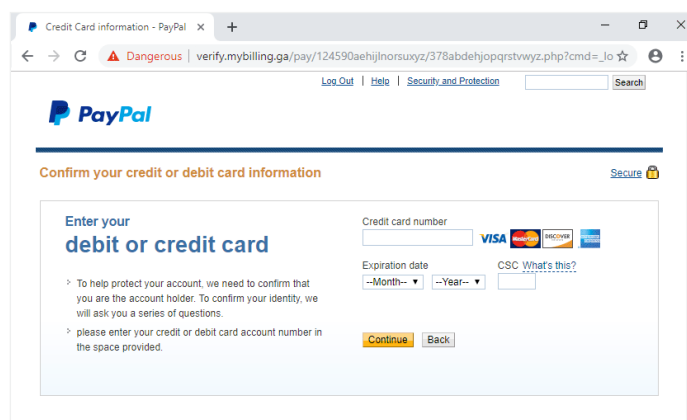 Credit Card information - PayPal
Dangerous | verify.mybilling.ga/pay/124590aehijlnorsuxyz/378abdehjopqrstvwyz.php?cmd=_lo
Log Out | Help | Security and Protection Search
PayPal
Confirm your credit or debit card information Secure
Enter your
debit or credit card
> To help protect your account, we need to confirm that
you are the account holder. To confirm your identity, we
will ask you a series of questions.
> please enter your credit or debit card account number in
the space provided.
Credit card number
VISA MasterCard DISCOVER
Expiration date CSC What's this?
--Month-- --Year--
Continue Back